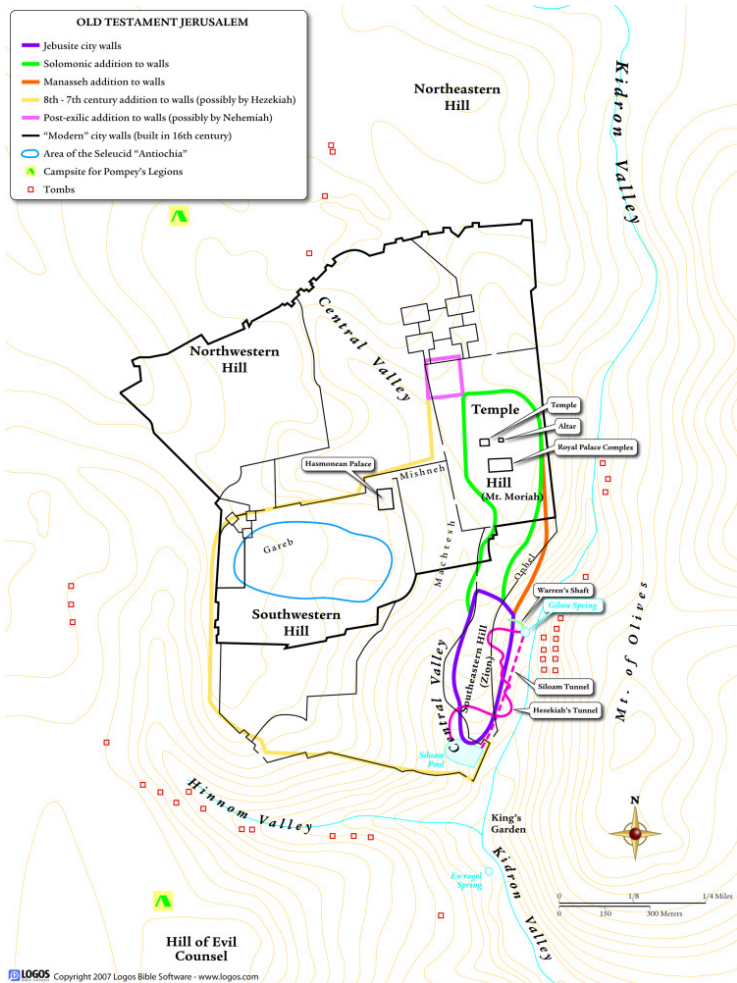 OLD TESTAMENT JERUSALEM
Jebusite city walls
Solomonic addition to walls
Manasseh addition to walls
8th - 7th century addition to walls (possibly by Hezekiah)
Post-exilic addition to walls (possibly by Nehemiah)
“Modern” city walls (built in 16th century)
Area of the Seleucid “Antiochia”
Campsite for Pompey's Legions
Tombs
Northeastern
Hill
Kidron Valley
Central Valley
Northwestern
Hill
Temple
Temple
Altar
Royal Palace Complex
Hill
(Mt. Moriah)
Hasmonean Palace
Mishneh
Gareb
Machtesh
Ophel
Southwestern
Hill
Warren's Shaft
Gihon Spring
Mt. of Olives
Central Valley
Southeastern Hill
(Zion)
Siloam Tunnel
Hezekiah's Tunnel
Siloam
Pool
Hinnom Valley
King's
Garden
N
En-rogel
Spring
Kidron Valley
0 1/8 1/4 Miles
0 150 300 Meters
Hill of Evil
Counsel
LOGOS Copyright 2007 Logos Bible Software - www.logos.com